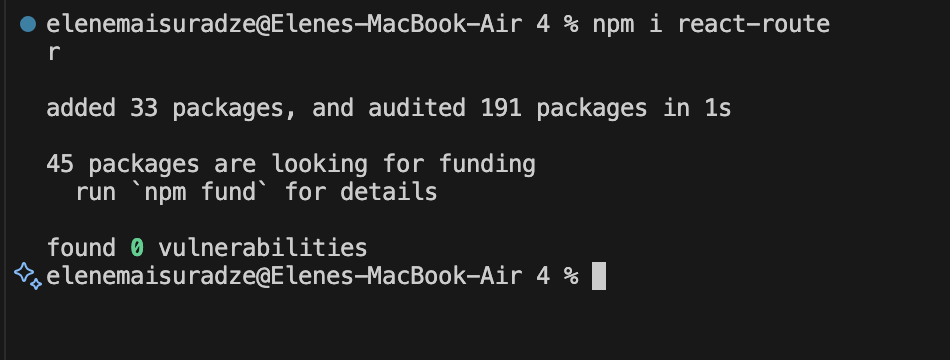 elenemaisuradze@Elenes-MacBook-Air 4 % npm i react-route
r
added 33 packages, and audited 191 packages in 1s
45 packages are looking for funding
  run `npm fund` for details
found 0 vulnerabilities
elenemaisuradze@Elenes-MacBook-Air 4 %